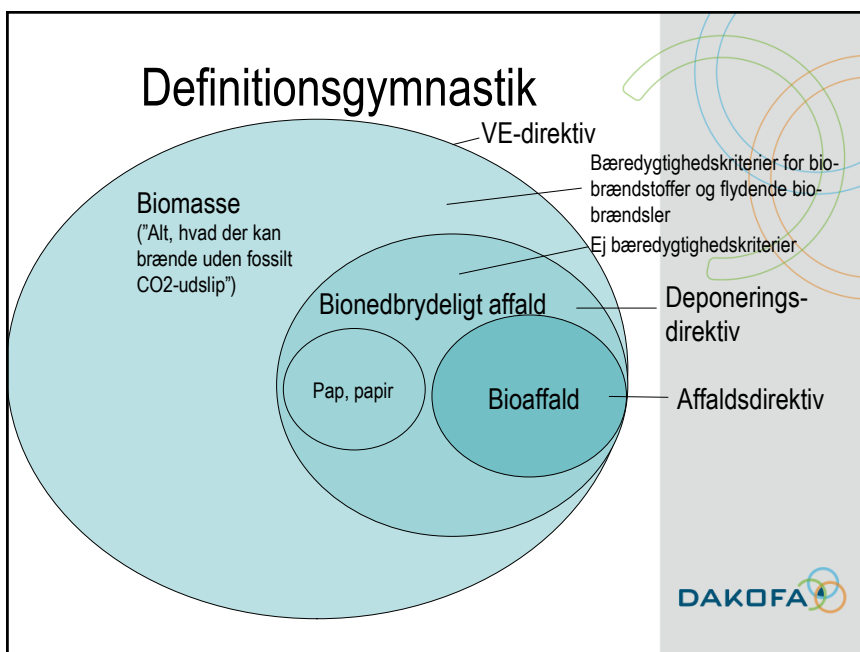 Definitionsgymnastik
VE-direktiv
Bæredygtighedskriterier for bio-
brændstoffer og flydende bio-
brændsler
Biomasse
("Alt, hvad der kan
brænde uden fossilt
CO2-udslip")
Ej bæredygtighedskriterier
Bionedbrydeligt affald
Deponerings-
direktiv
Pap, papir
Bioaffald
Affaldsdirektiv
DAKOFA